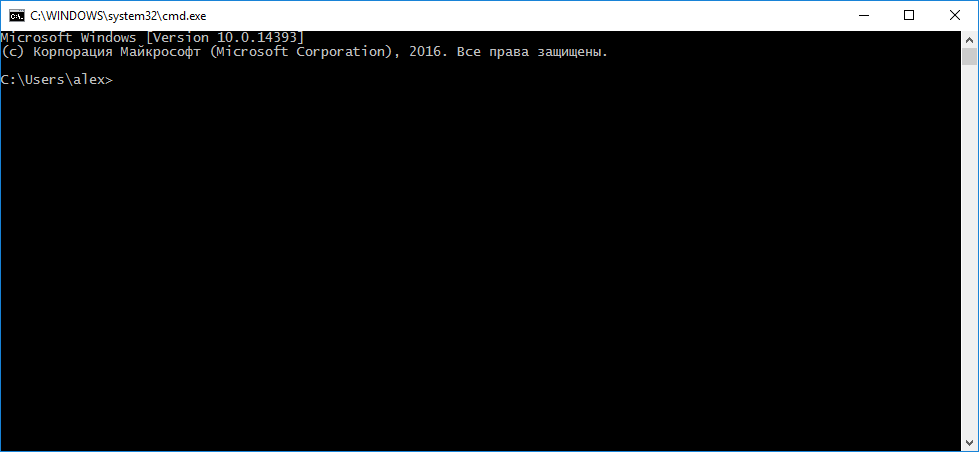 C:\WINDOWS\system32\cmd.exe
Microsoft Windows [Version 10.0.14393]
(c) Корпорация Майкрософт (Microsoft Corporation), 2016. Все права защищены.
C:\Users\alex>